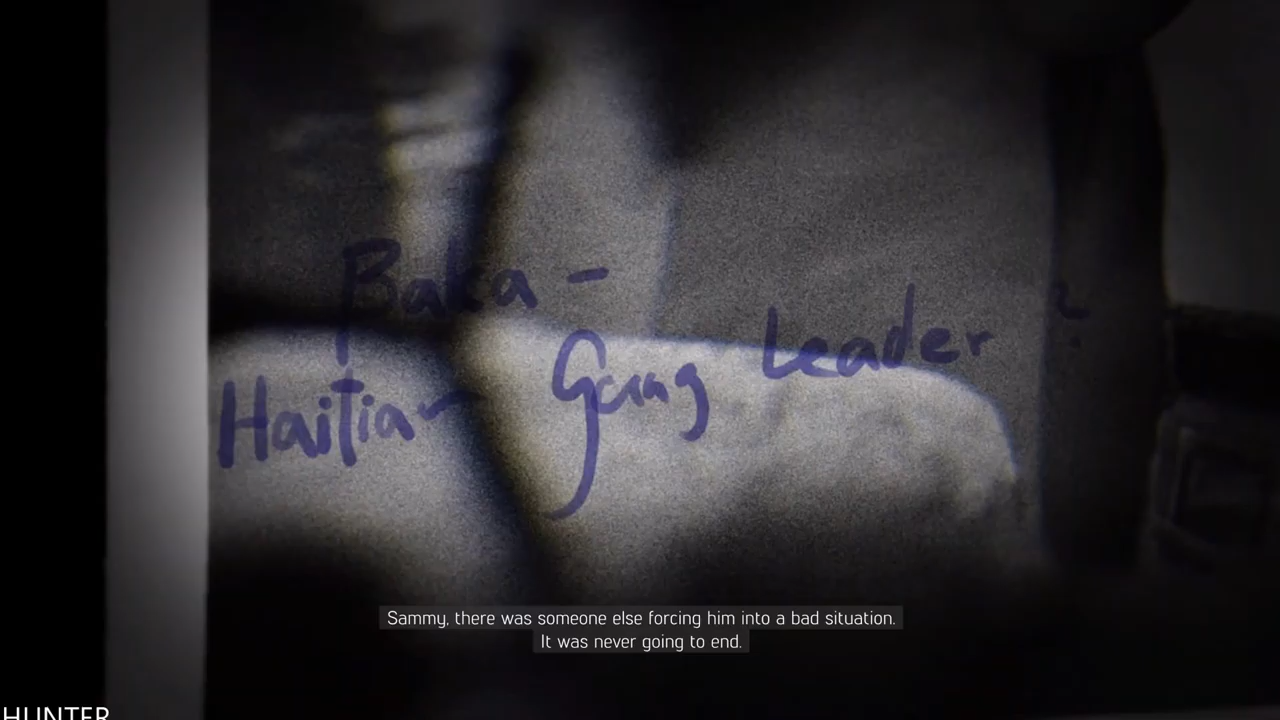 Baka -
Haitian Gang Leader ?
Sammy, there was someone else forcing him into a bad situation.
It was never going to end.
HUNTER